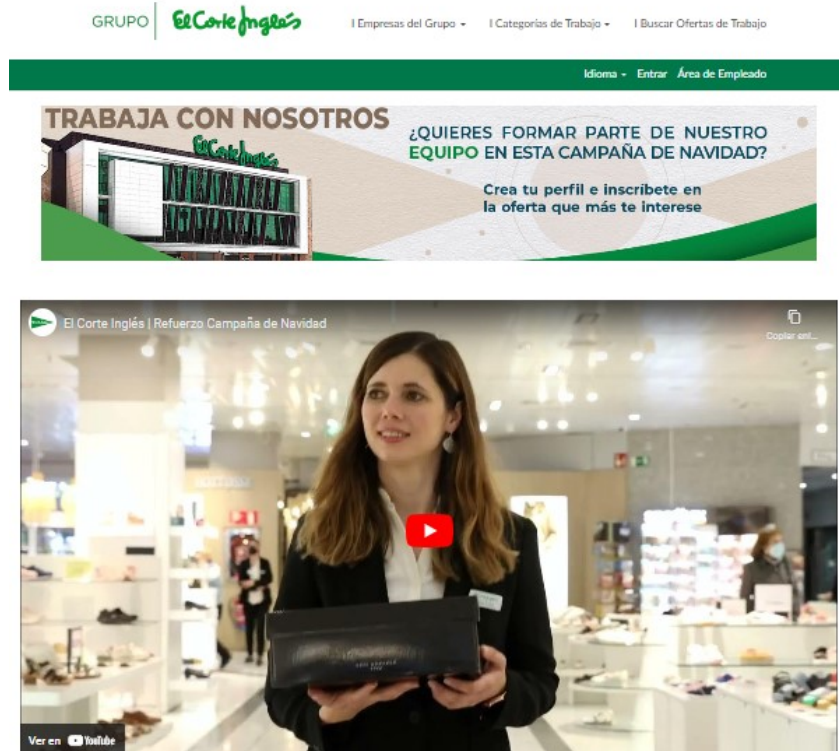 GRUPO El Corte Inglés
| Empresas del Grupo
| Categorías de Trabajo
| Buscar Ofertas de Trabajo
Idioma
Entrar
Área de Empleado
TRABAJA CON NOSOTROS
El Corte Inglés
¿QUIERES FORMAR PARTE DE NUESTRO
EQUIPO EN ESTA CAMPAÑA DE NAVIDAD?
Crea tu perfil e inscríbete en
la oferta que más te interese
El Corte Inglés | Refuerzo Campaña de Navidad
Copiar enl...
Ver en YouTube